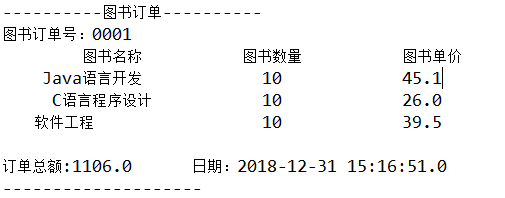 ----------图书订单----------
图书订单号：0001
图书名称 图书数量 图书单价
Java语言开发 10 45.1
C语言程序设计 10 26.0
软件工程 10 39.5
订单总额:1106.0 日期：2018-12-31 15:16:51.0
--------------------